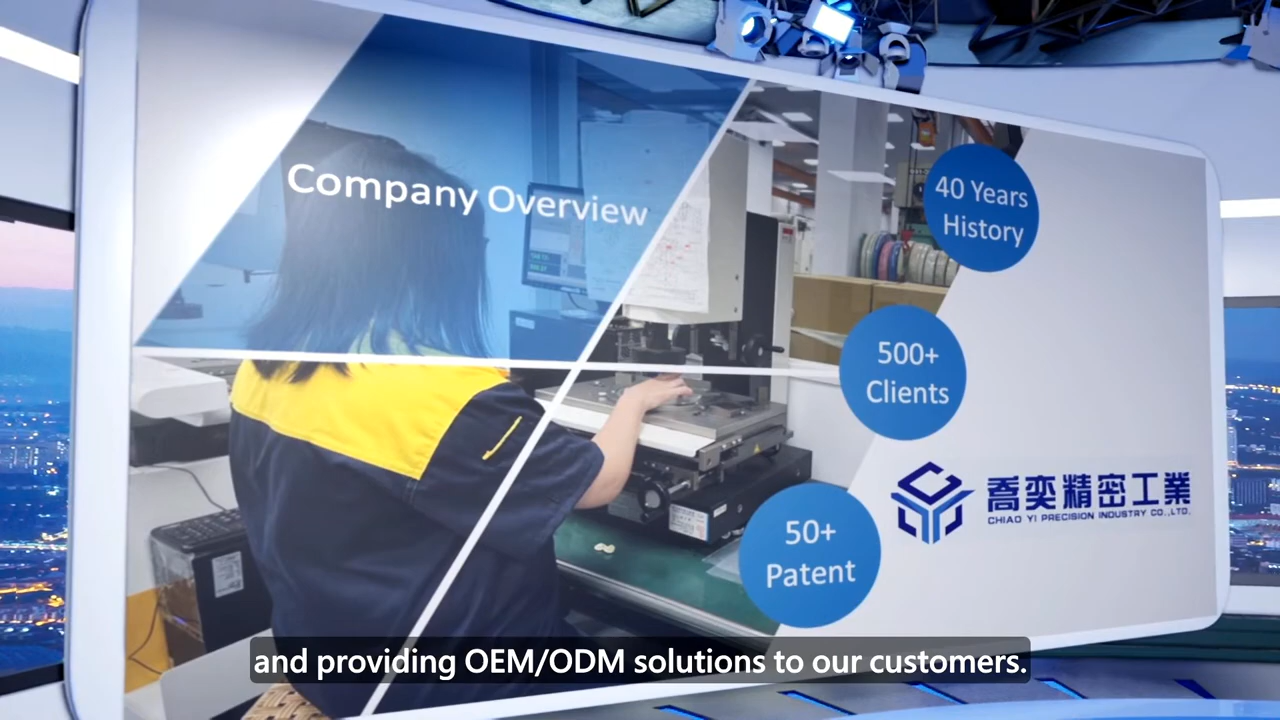 Company Overview
40 Years
History
500+
Clients
50+
Patent
喬奕精密工業
CHIAO YI PRECISION INDUSTRY CO.,LTD.
and providing OEM/ODM solutions to our customers.